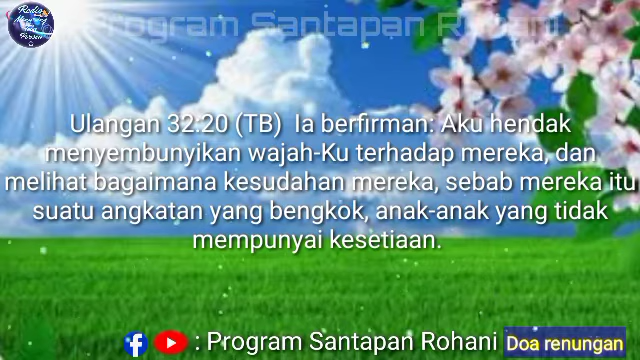 Program Santapan Rohani
Ulangan 32:20 (TB)  Ia berfirman: Aku hendak
menyembunyikan wajah-Ku terhadap mereka, dan
melihat bagaimana kesudahan mereka, sebab mereka itu
suatu angkatan yang bengkok, anak-anak yang tidak
mempunyai kesetiaan.
: Program Santapan Rohani
Doa renungan